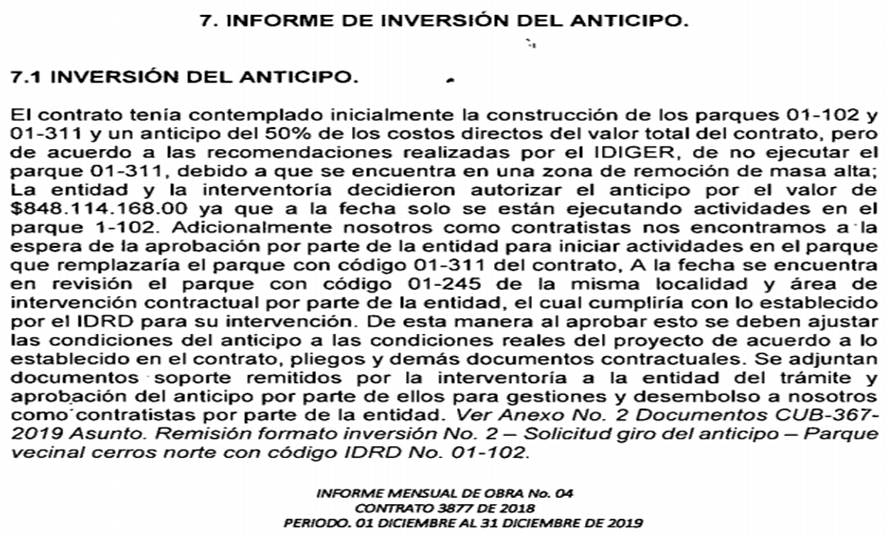 7. INFORME DE INVERSIÓN DEL ANTICIPO.
7.1 INVERSIÓN DEL ANTICIPO.
El contrato tenía contemplado inicialmente la construcción de los parques 01-102 y
01-311 y un anticipo del 50% de los costos directos del valor total del contrato, pero
de acuerdo a las recomendaciones realizadas por el IDIGER, de no ejecutar el
parque 01-311, debido a que se encuentra en una zona de remoción de masa alta;
La entidad y la interventoría decidieron autorizar el anticipo por el valor de
$848.114.168.00 ya que a la fecha solo se están ejecutando actividades en el
parque 1-102. Adicionalmente nosotros como contratistas nos encontramos a la
espera de la aprobación por parte de la entidad para iniciar actividades en el parque
que remplazaría el parque con código 01-311 del contrato, A la fecha se encuentra
en revisión el parque con código 01-245 de la misma localidad y área de
intervención contractual por parte de la entidad, el cual cumpliría con lo establecido
por el IDRD para su intervención. De esta manera al aprobar esto se deben ajustar
las condiciones del anticipo a las condiciones reales del proyecto de acuerdo a lo
establecido en el contrato, pliegos y demás documentos contractuales. Se adjuntan
documentos soporte remitidos por la interventoría a la entidad del trámite y
aprobación del anticipo por parte de ellos para gestiones y desembolso a nosotros
como contratistas por parte de la entidad. Ver Anexo No. 2 Documentos CUB-367-
2019 Asunto. Remisión formato inversión No. 2 – Solicitud giro del anticipo – Parque
vecinal cerros norte con código IDRD No. 01-102.
INFORME MENSUAL DE OBRA No. 04
CONTRATO 3877 DE 2018
PERIODO. 01 DICIEMBRE AL 31 DICIEMBRE DE 2019